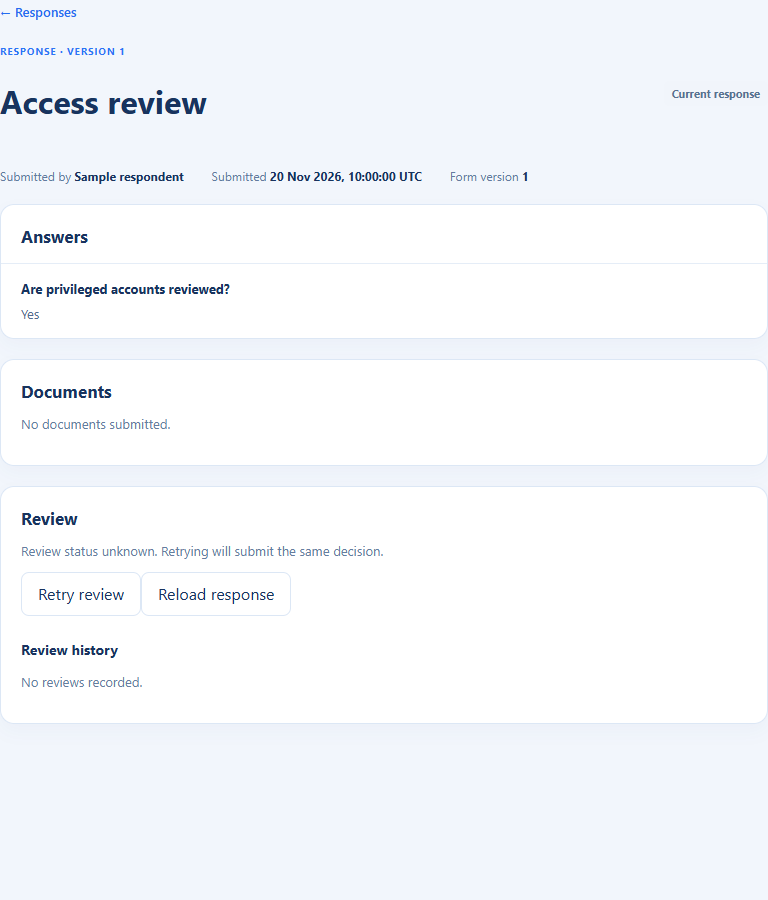 ← Responses
RESPONSE · VERSION 1
Access review
Current response
Submitted by Sample respondent Submitted 20 Nov 2026, 10:00:00 UTC Form version 1
Answers
Are privileged accounts reviewed?
Yes
Documents
No documents submitted.
Review
Review status unknown. Retrying will submit the same decision.
Retry review Reload response
Review history
No reviews recorded.